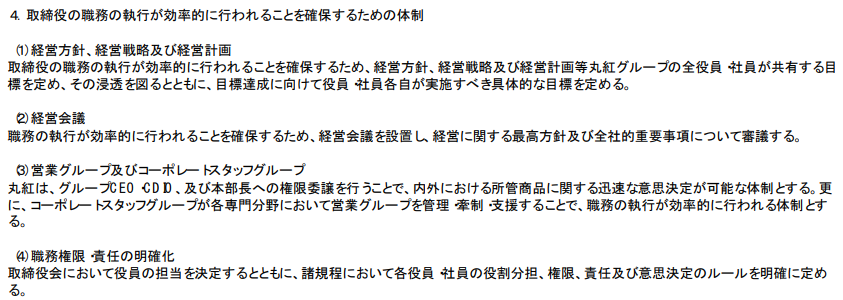 4. 取締役の職務の執行が効率的に行われることを確保するための体制
(1)経営方針、経営戦略及び経営計画
取締役の職務の執行が効率的に行われることを確保するため、経営方針、経営戦略及び経営計画等丸紅グループの全役員・社員が共有する目
標を定め、その浸透を図るとともに、目標達成に向けて役員・社員各自が実施すべき具体的な目標を定める。
(2)経営会議
職務の執行が効率的に行われることを確保するため、経営会議を設置し、経営に関する最高方針及び全社的重要事項について審議する。
(3)営業グループ及びコーポレートスタッフグループ
丸紅は、グループCEO・CDIO、及び本部長への権限委譲を行うことで、内外における所管商品に関する迅速な意思決定が可能な体制とする。更
に、コーポレートスタッフグループが各専門分野において営業グループを管理・牽制・支援することで、職務の執行が効率的に行われる体制とす
る。
(4)職務権限・責任の明確化
取締役会において役員の担当を決定するとともに、諸規程において各役員・社員の役割分担、権限、責任及び意思決定のルールを明確に定め
る。